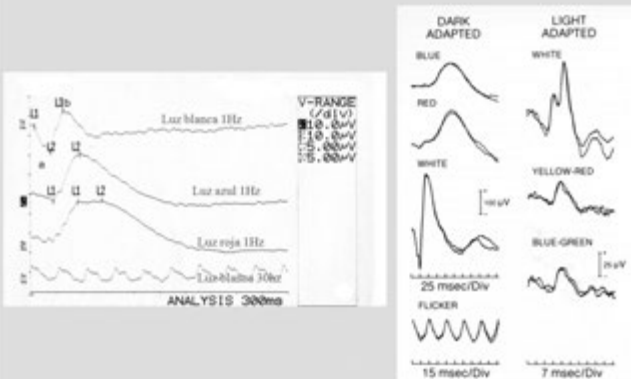 V-RANGE
(/div)
10.0µV
10.0µV
5.00µV
5.00µV
L1
L3b
Luz blanca 1Hz
a
L2
L2
Luz azul 1Hz
L1
L1
L2
Luz roja 1Hz
Luz blanca 30hz
ANALYSIS 300ms
DARK
ADAPTED
BLUE
RED
WHITE
25 msec/Div
FLICKER
15 msec/Div
LIGHT
ADAPTED
WHITE
YELLOW-RED
BLUE-GREEN
25 µV
7 msec/Div